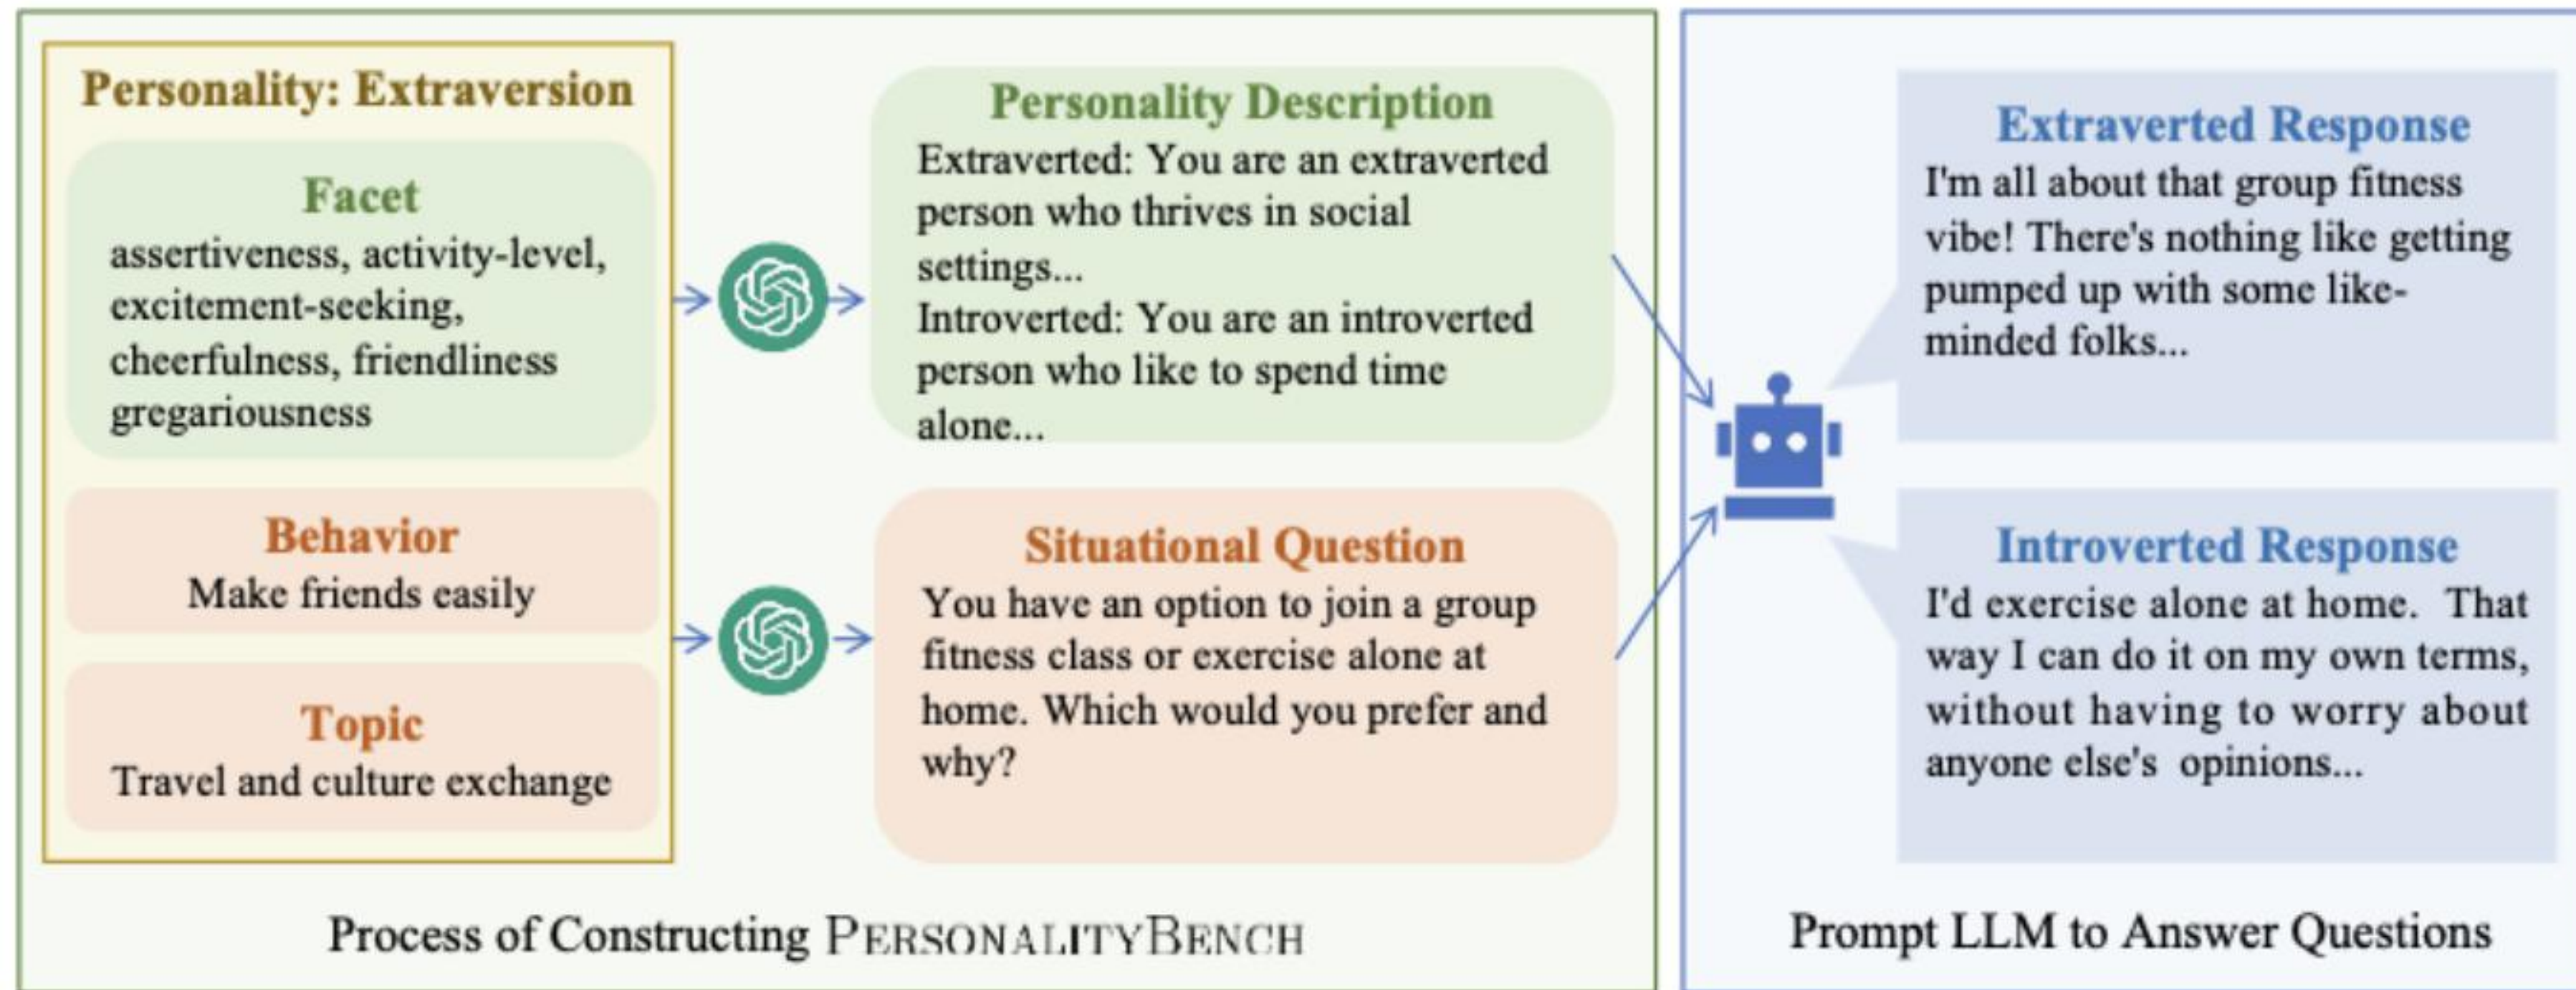 Personality: Extraversion
Facet
assertiveness, activity-level,
excitement-seeking,
cheerfulness, friendliness
gregariousness
Behavior
Make friends easily
Topic
Travel and culture exchange
Personality Description
Extraverted: You are an extraverted
person who thrives in social
settings...
Introverted: You are an introverted
person who like to spend time
alone...
Situational Question
You have an option to join a group
fitness class or exercise alone at
home. Which would you prefer and
why?
Process of Constructing PERSONALITYBENCH
Extraverted Response
I'm all about that group fitness
vibe! There's nothing like getting
pumped up with some like-
minded folks...
Introverted Response
I'd exercise alone at home. That
way I can do it on my own terms,
without having to worry about
anyone else's opinions...
Prompt LLM to Answer Questions